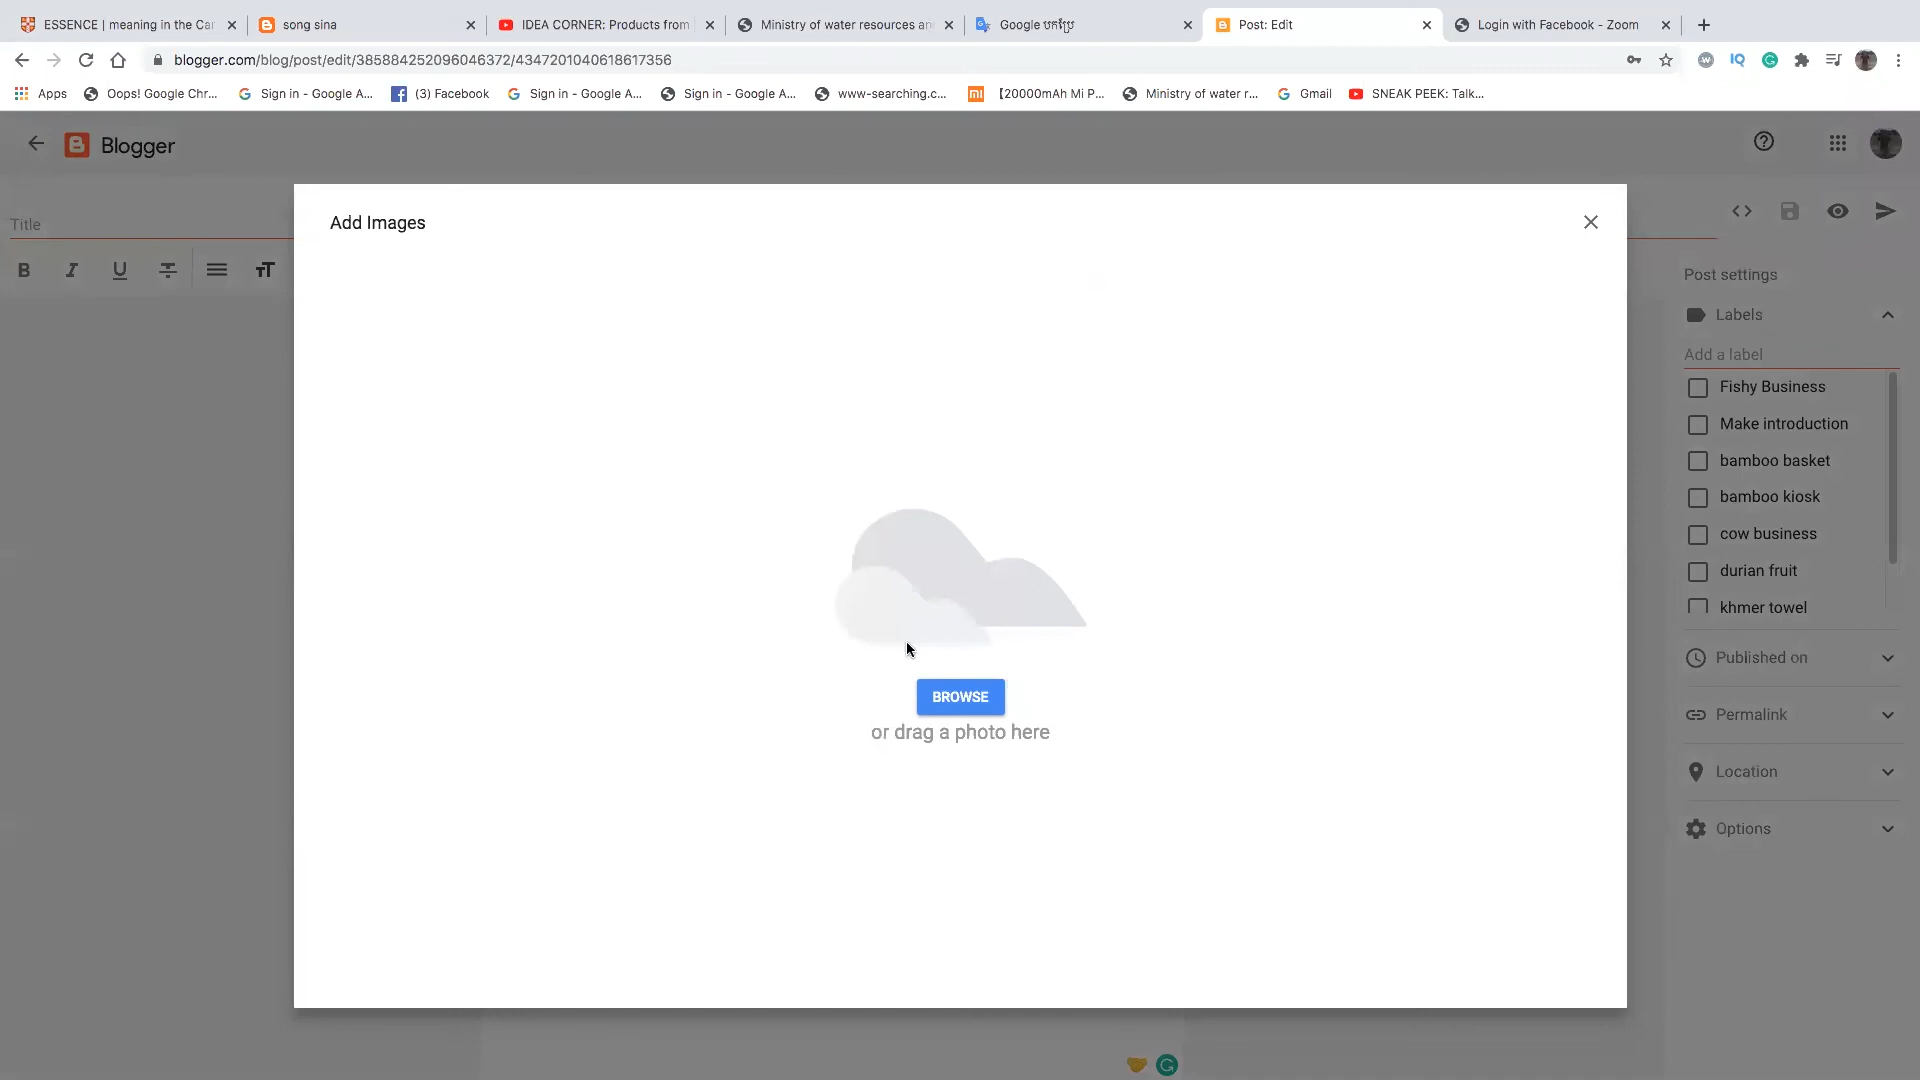 ESSENCE | meaning in the Car
song sina
IDEA CORNER: Products from
Ministry of water resources an
Google បកប្រែ
Post: Edit
Login with Facebook - Zoom
blogger.com/blog/post/edit/385884252096046372/4347201040618617356
Apps
Oops! Google Chr...
Sign in - Google A...
(3) Facebook
Sign in - Google A...
Sign in - Google A...
www-searching.c...
【20000mAh Mi P...
Ministry of water r...
Gmail
SNEAK PEEK: Talk...
Blogger
Title
Add Images
BROWSE
or drag a photo here
Post settings
Labels
Add a label
Fishy Business
Make introduction
bamboo basket
bamboo kiosk
cow business
durian fruit
khmer towel
Published on
Permalink
Location
Options